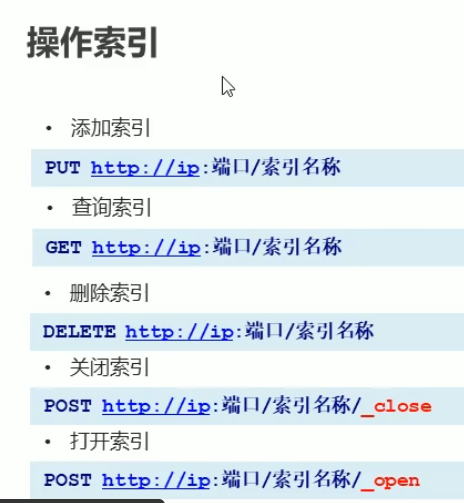 操作索引
• 添加索引
PUT http://ip:端口/索引名称
• 查询索引
GET http://ip:端口/索引名称
• 删除索引
DELETE http://ip:端口/索引名称
• 关闭索引
POST http://ip:端口/索引名称/_close
• 打开索引
POST http://ip:端口/索引名称/_open